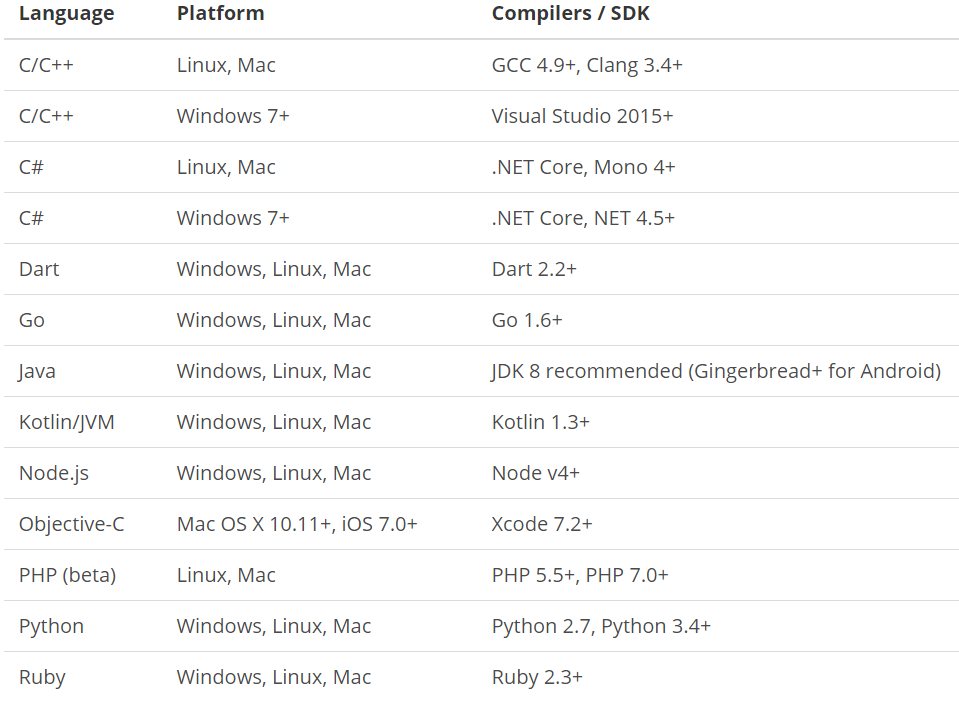 Language Platform Compilers / SDK
C/C++ Linux, Mac GCC 4.9+, Clang 3.4+
C/C++ Windows 7+ Visual Studio 2015+
C# Linux, Mac .NET Core, Mono 4+
C# Windows 7+ .NET Core, NET 4.5+
Dart Windows, Linux, Mac Dart 2.2+
Go Windows, Linux, Mac Go 1.6+
Java Windows, Linux, Mac JDK 8 recommended (Gingerbread+ for Android)
Kotlin/JVM Windows, Linux, Mac Kotlin 1.3+
Node.js Windows, Linux, Mac Node v4+
Objective-C Mac OS X 10.11+, iOS 7.0+ Xcode 7.2+
PHP (beta) Linux, Mac PHP 5.5+, PHP 7.0+
Python Windows, Linux, Mac Python 2.7, Python 3.4+
Ruby Windows, Linux, Mac Ruby 2.3+